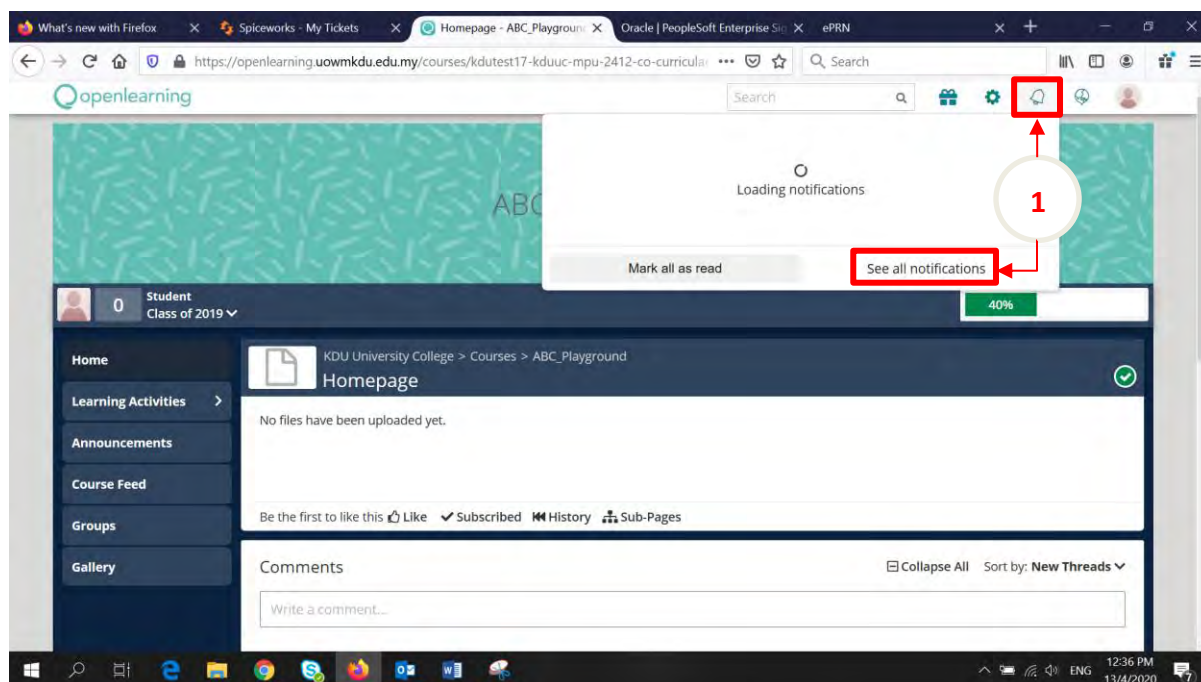 What's new with Firefox
Spiceworks - My Tickets
Homepage - ABC_Playground
Oracle | PeopleSoft Enterprise Sig
ePRN
https://openlearning.uowmkdu.edu.my/courses/kdutest17-kduuc-mpu-2412-co-curricular
Search
openlearning
Search
ABC
Loading notifications
1
Mark all as read
See all notifications
0
Student
Class of 2019
40%
Home
Learning Activities
Announcements
Course Feed
Groups
Gallery
KDU University College > Courses > ABC_Playground
Homepage
No files have been uploaded yet.
Be the first to like this Like Subscribed History Sub-Pages
Comments
Collapse All Sort by: New Threads
Write a comment...
ENG
12:36 PM
13/4/2020
7